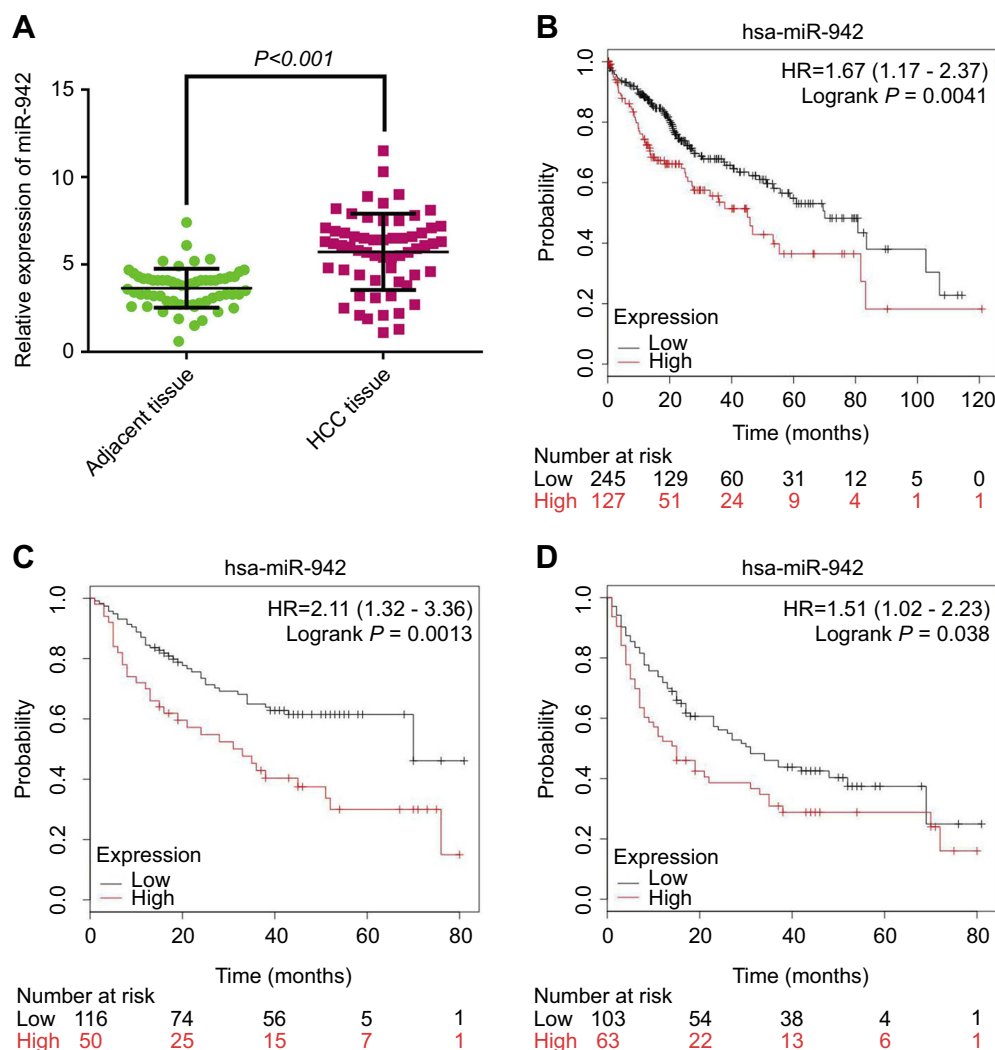 A
P<0.001
Relative expression of miR-942
15
10
5
0
Adjacent tissue
HCC tissue
B
hsa-miR-942
HR=1.67 (1.17 - 2.37)
Logrank P = 0.0041
Probability
1.0
0.8
0.6
0.4
0.2
0.0
Expression
Low
High
0 20 40 60 80 100 120
Time (months)
Number at risk
Low 245 129 60 31 12 5 0
High 127 51 24 9 4 1 1
C
hsa-miR-942
HR=2.11 (1.32 - 3.36)
Logrank P = 0.0013
Probability
1.0
0.8
0.6
0.4
0.2
0.0
Expression
Low
High
0 20 40 60 80
Time (months)
Number at risk
Low 116 74 56 5 1
High 50 25 15 7 1
D
hsa-miR-942
HR=1.51 (1.02 - 2.23)
Logrank P = 0.038
Probability
1.0
0.8
0.6
0.4
0.2
0.0
Expression
Low
High
0 20 40 60 80
Time (months)
Number at risk
Low 103 54 38 4 1
High 63 22 13 6 1